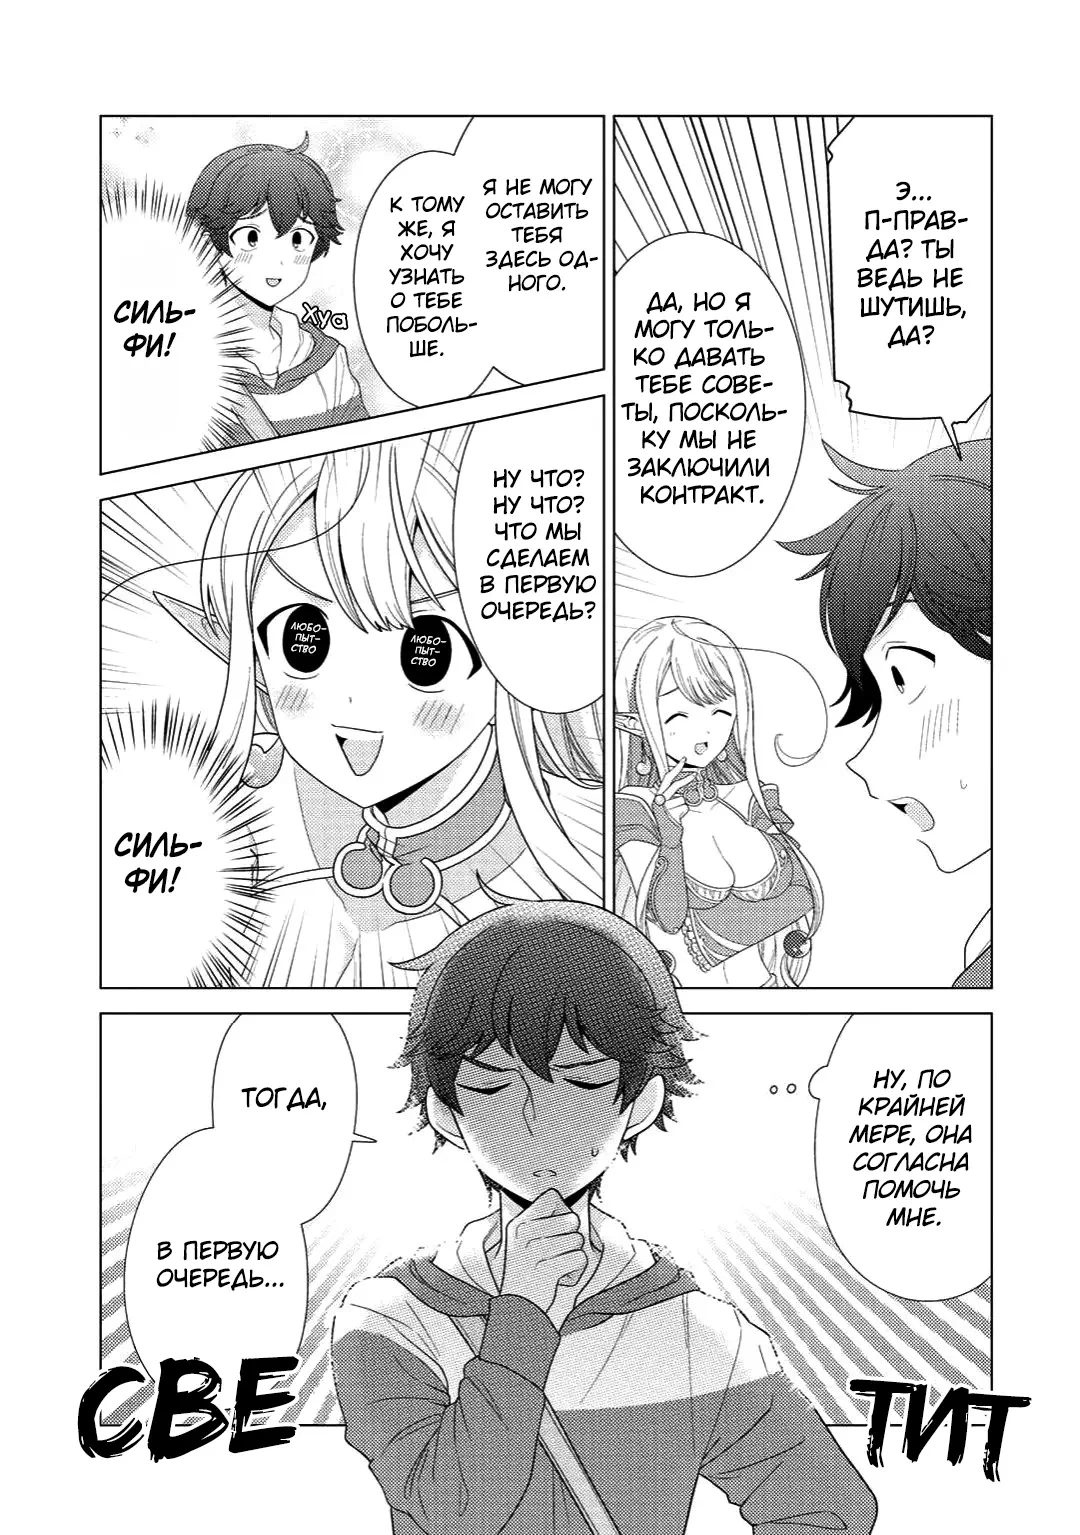 Э...
П-ПРАВ-
ДА? ТЫ
ВЕДЬ НЕ
ШУТИШЬ,
ДА?
ДА, НО Я
МОГУ ТОЛЬ-
КО ДАВАТЬ
ТЕБЕ СОВЕ-
ТЫ, ПОСКОЛЬ-
КУ МЫ НЕ
ЗАКЛЮЧИЛИ
КОНТРАКТ.
Я НЕ МОГУ
ОСТАВИТЬ
ТЕБЯ
ЗДЕСЬ ОД-
НОГО.
К ТОМУ
ЖЕ, Я
ХОЧУ
УЗНАТЬ
О ТЕБЕ
ПОБОЛЬ-
ШЕ.
Хуа
СИЛЬ-
ФИ!
НУ ЧТО?
НУ ЧТО?
ЧТО МЫ
СДЕЛАЕМ
В ПЕРВУЮ
ОЧЕРЕДЬ?
ЛЮБО-
ПЫТ-
СТВО
ЛЮБО-
ПЫТ-
СТВО
СИЛЬ-
ФИ!
НУ, ПО
КРАЙНЕЙ
МЕРЕ, ОНА
СОГЛАСНА
ПОМОЧЬ
МНЕ.
ТОГДА,
В ПЕРВУЮ
ОЧЕРЕДЬ...
СВЕ
ТИТ